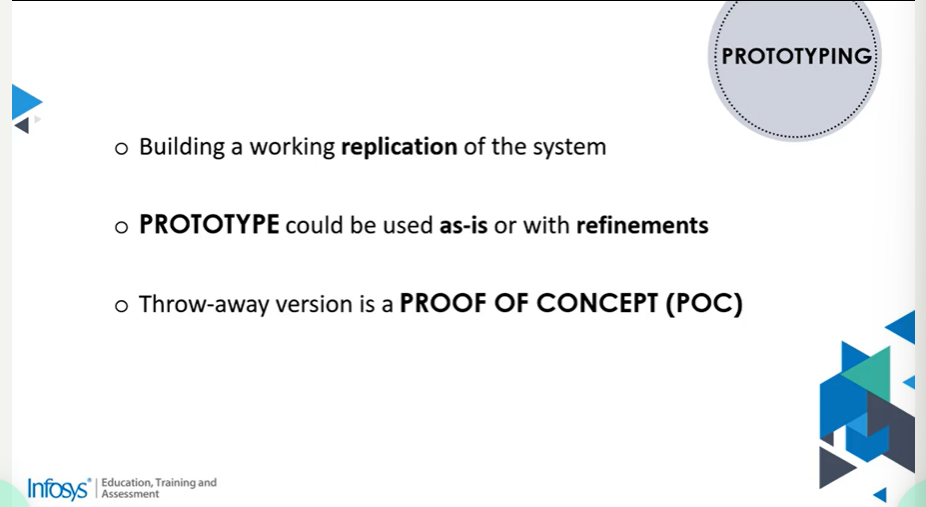 PROTOTYPING
o Building a working replication of the system
o PROTOTYPE could be used as-is or with refinements
o Throw-away version is a PROOF OF CONCEPT (POC)
Infosys® | Education, Training and
Assessment